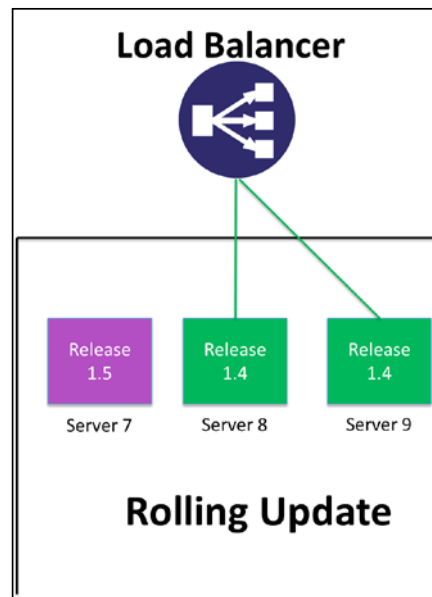 Load Balancer
Release
1.5
Release
1.4
Release
1.4
Server 7
Server 8
Server 9
Rolling Update